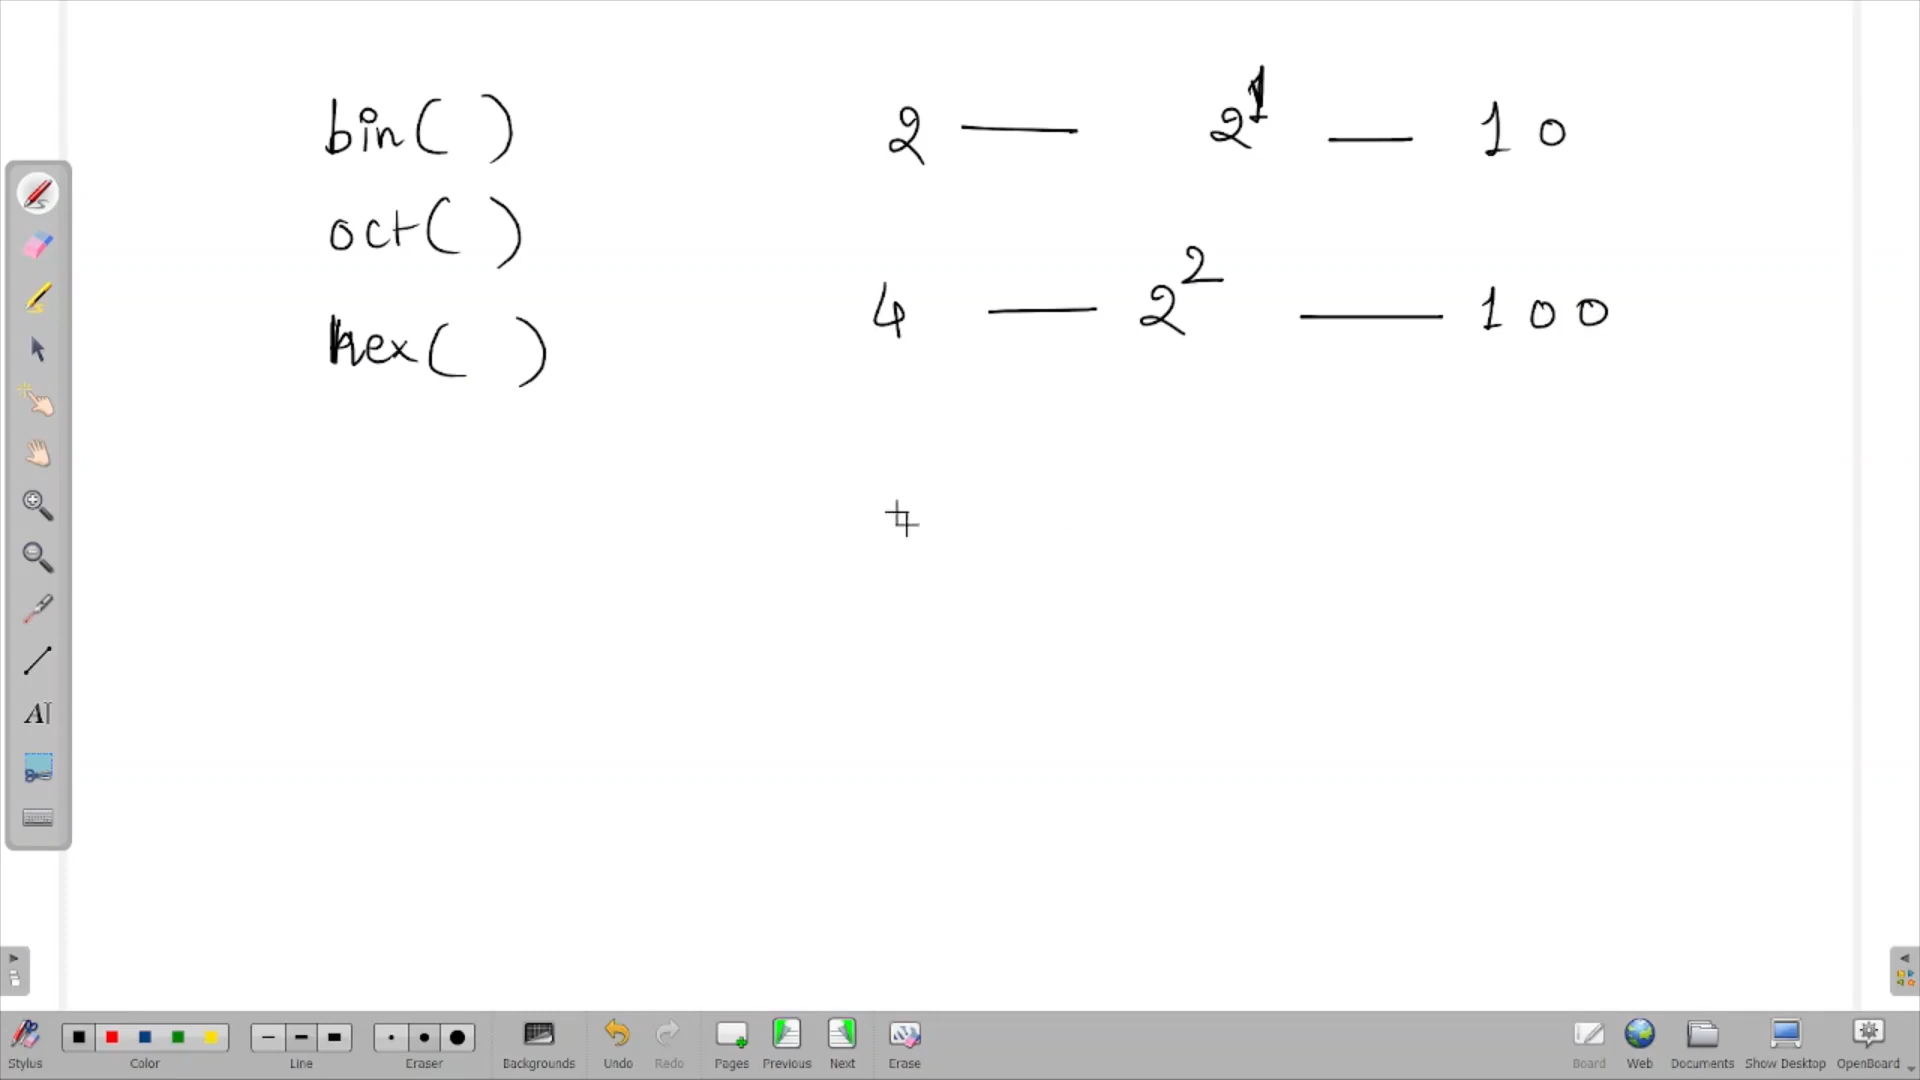 bin( )
oct( )
hex( )
2 — 2¹ — 10
4 — 2² — 100
AI
Stylus
Color
Line
Eraser
Backgrounds
Undo
Redo
Pages
Previous
Next
Erase
Board
Web
Documents
Show Desktop
OpenBoard